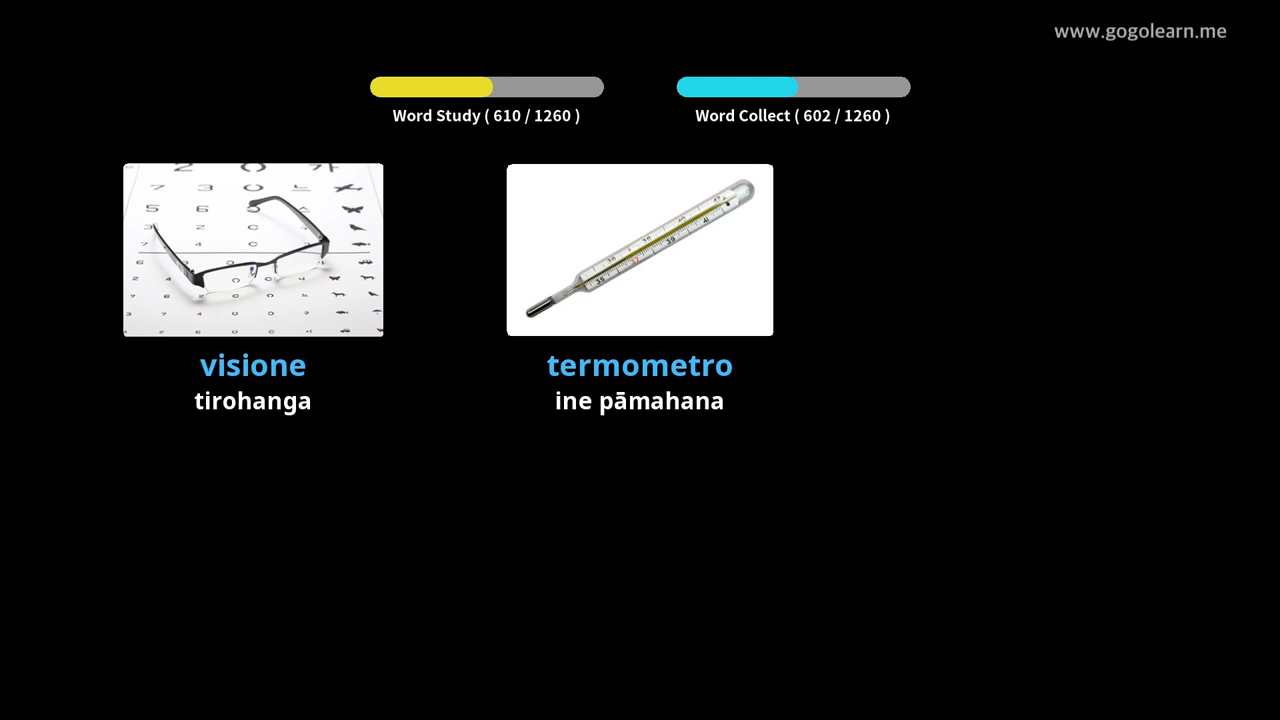 www.gogolearn.me
Word Study ( 610 / 1260 )
Word Collect ( 602 / 1260 )
visione
tirohanga
termometro
ine pāmahana